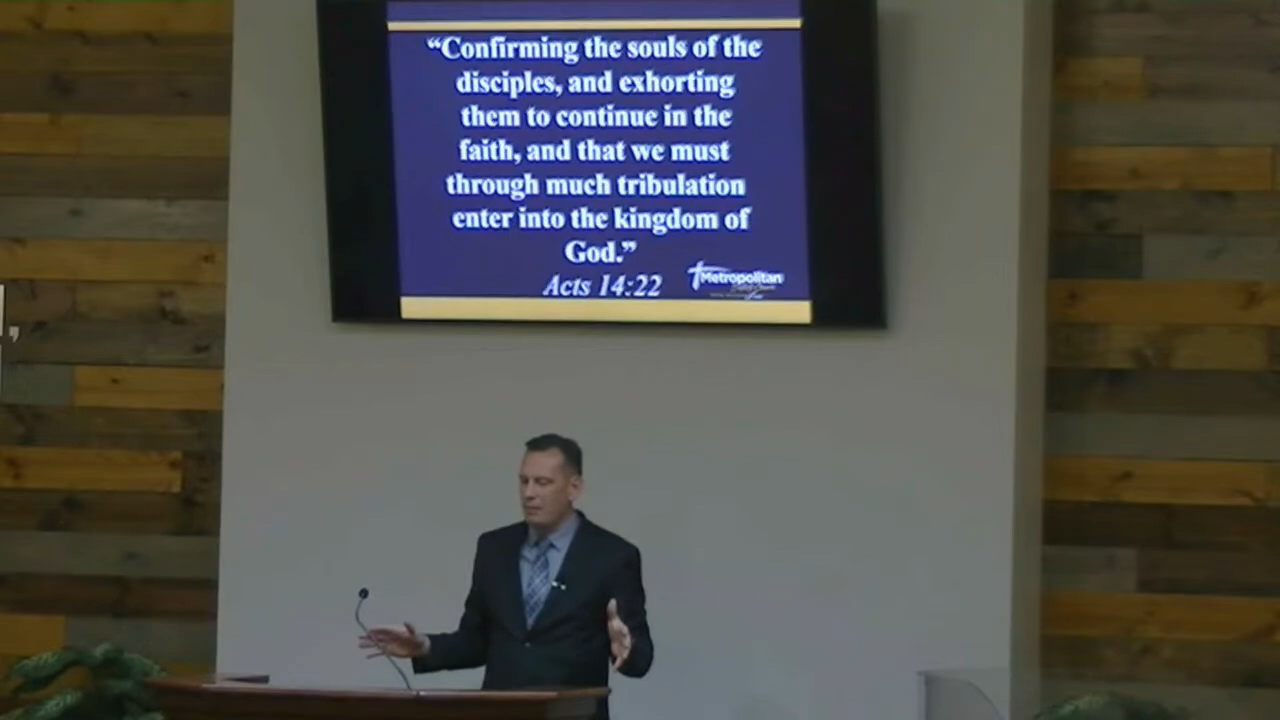 “Confirming the souls of the
disciples, and exhorting
them to continue in the
faith, and that we must
through much tribulation
enter into the kingdom of
God.”
Acts 14:22
Metropolitan